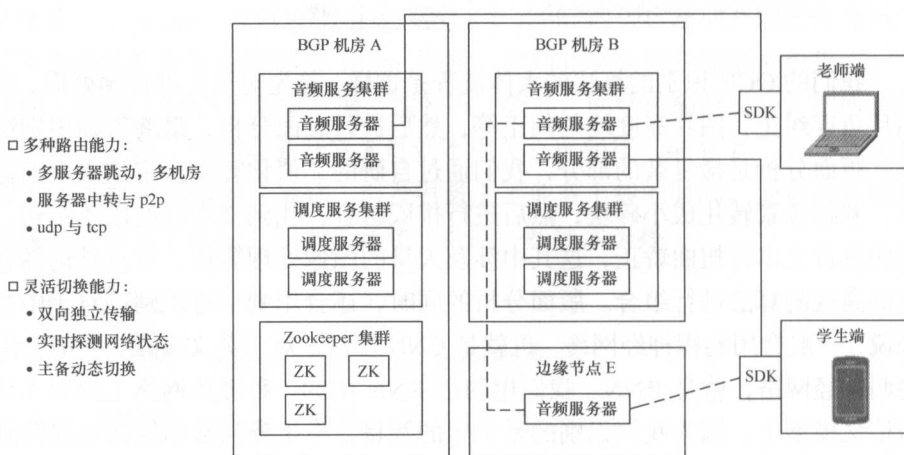 □ 多种路由能力:
• 多服务器跳动，多机房
• 服务器中转与 p2p
• udp 与 tcp
□ 灵活切换能力:
• 双向独立传输
• 实时探测网络状态
• 主备动态切换
BGP 机房 A
音频服务集群
音频服务器
音频服务器
调度服务集群
调度服务器
调度服务器
Zookeeper 集群
ZK
ZK
ZK
BGP 机房 B
音频服务集群
音频服务器
音频服务器
调度服务集群
调度服务器
调度服务器
边缘节点 E
音频服务器
老师端
SDK
学生端
SDK